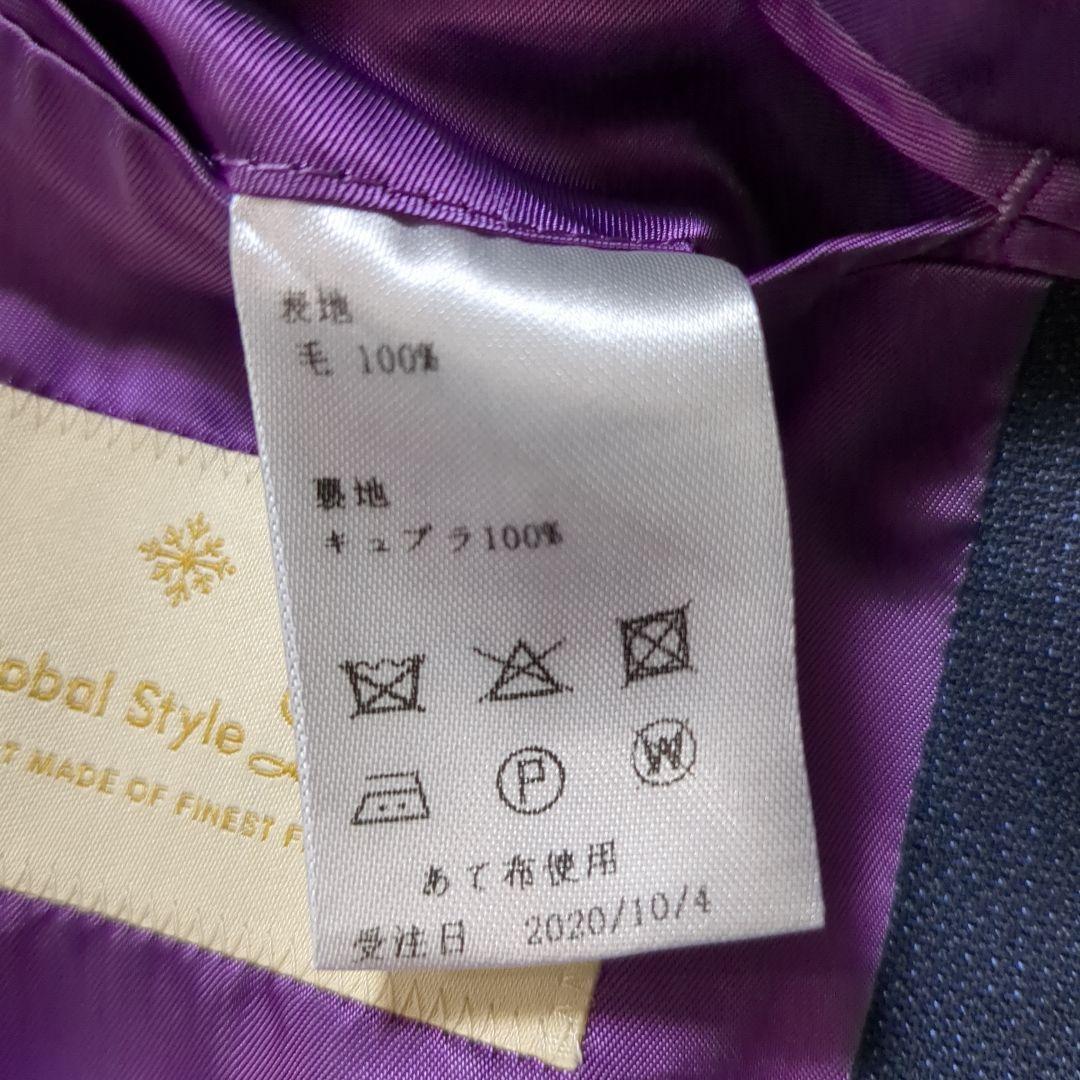 表地
毛 100%
裏地
キュプラ100%
P
W
あて布使用
受注日 2020/10/4
obal Style
MADE OF FINEST F